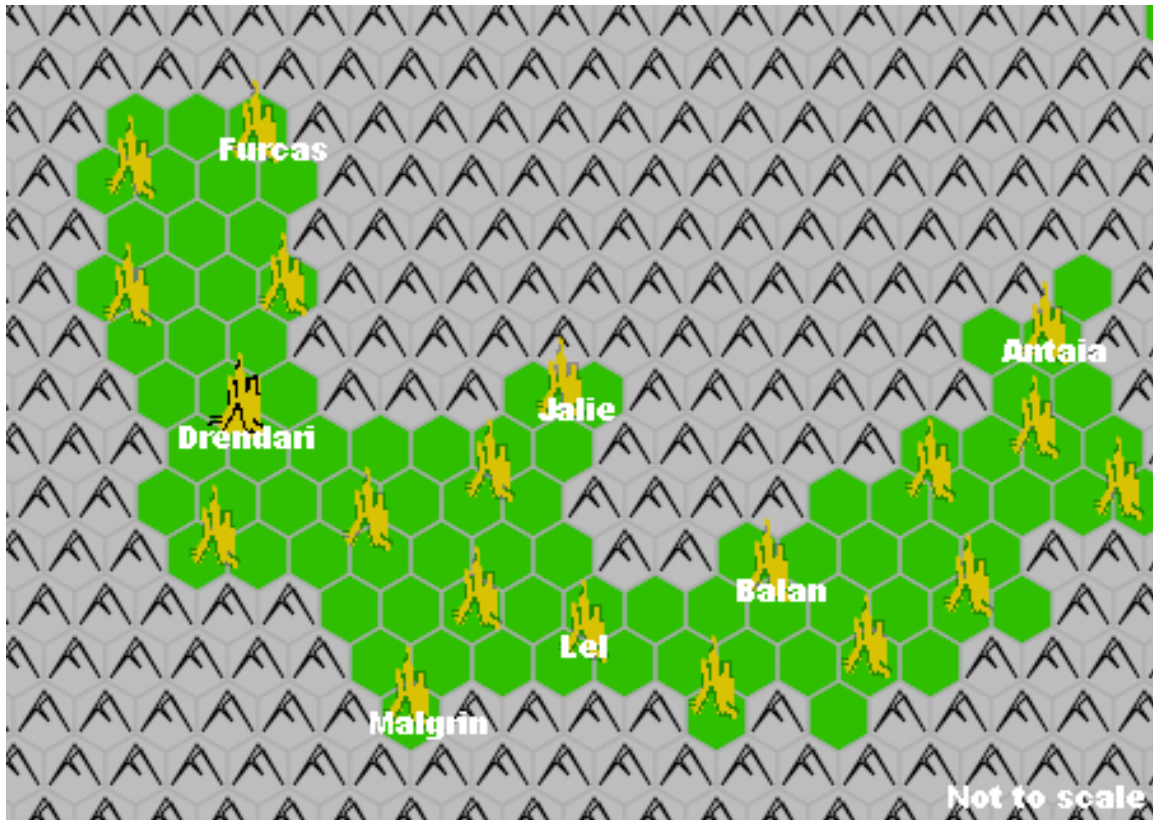 Furcas
Antaia
Jalie
Drendari
Balan
Lel
Malgrin
Not to scale